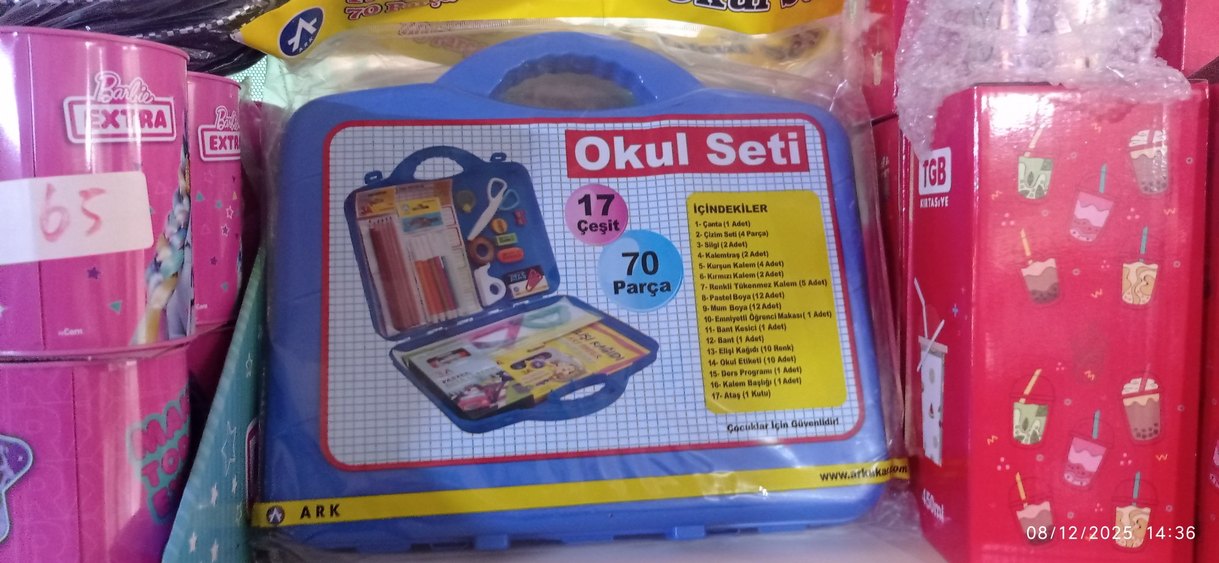 70 Parça
ARK
Barbie
EXTRA
Barbie
EXTRA
65
Okul Seti
17
Çeşit
70
Parça
İÇİNDEKİLER
1- Çanta (1 Adet)
2- Çizim Seti (4 Parça)
3- Silgi (2 Adet)
4- Kalemtraş (2 Adet)
5- Kurşun Kalem (4 Adet)
6- Kırmızı Kalem (2 Adet)
7- Renkli Tükenmez Kalem (5 Adet)
8- Pastel Boya (12 Adet)
9- Mum Boya (12 Adet)
10- Emniyetli Öğrenci Makası (1 Adet)
11- Bant Kesici (1 Adet)
12- Bant (1 Adet)
13- Elişi Kağıdı (10 Renk)
14- Okul Etiketi (10 Adet)
15- Ders Programı (1 Adet)
16- Kalem Başlığı (1 Adet)
17- Ataş (1 Kutu)
Çocuklar İçin Güvenlidir!
ARK
TGB
KIRTASİYE
450ml
08/12/2025 14:36